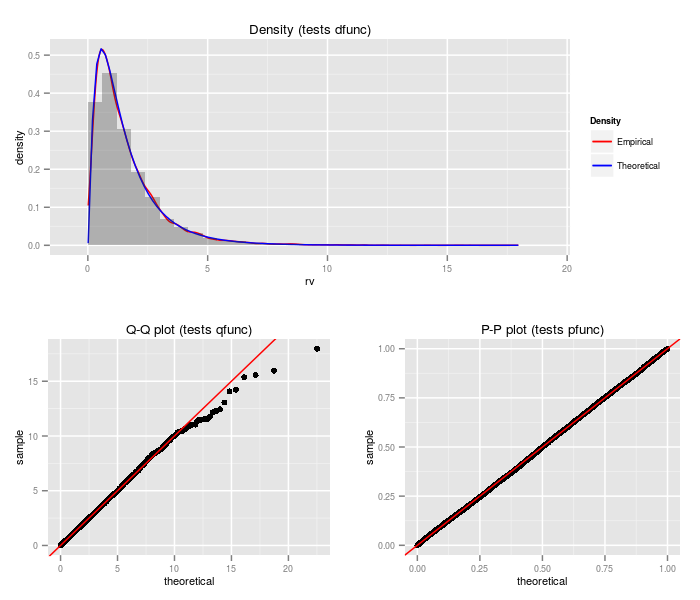 Density (tests dfunc)
0.5
0.4
0.3
0.2
0.1
0.0
density
0
5
10
15
20
rv
Density
Empirical
Theoretical
Q-Q plot (tests qfunc)
15
10
5
0
sample
0
5
10
15
20
theoretical
P-P plot (tests pfunc)
1.00
0.75
0.50
0.25
0.00
sample
0.00
0.25
0.50
0.75
1.00
theoretical